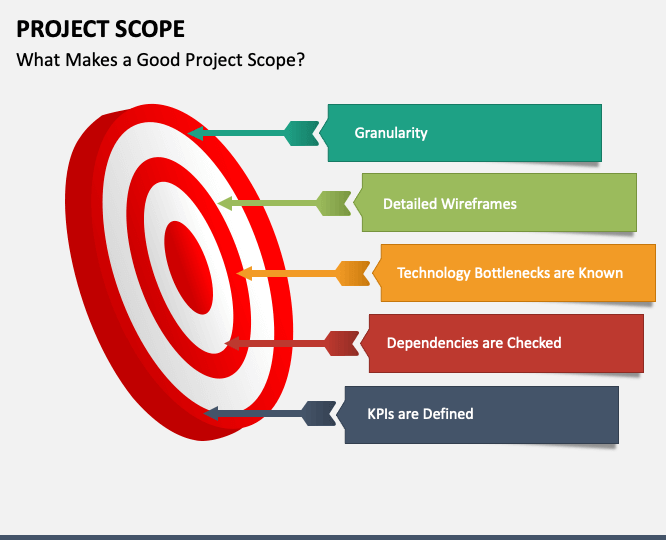 PROJECT SCOPE
What Makes a Good Project Scope?
Granularity
Detailed Wireframes
Technology Bottlenecks are Known
Dependencies are Checked
KPIs are Defined